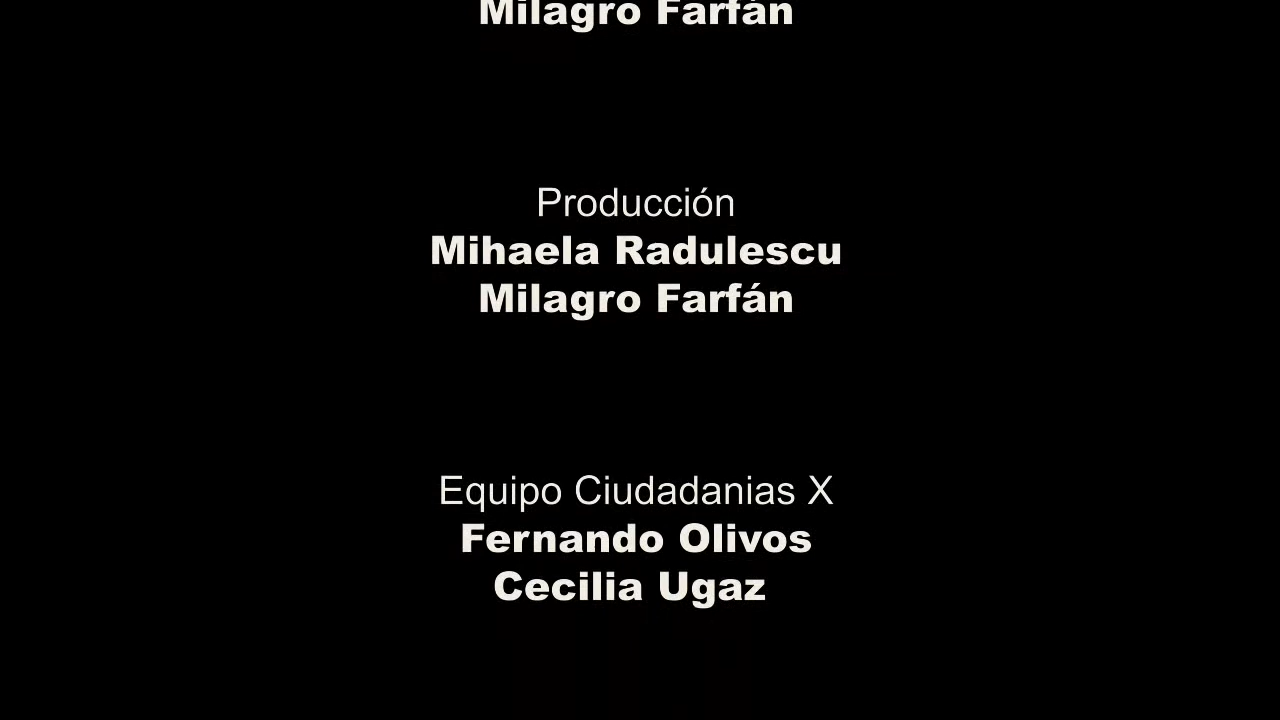 Milagro Farfán
Producción
Mihaela Radulescu
Milagro Farfán
Equipo Ciudadanias X
Fernando Olivos
Cecilia Ugaz